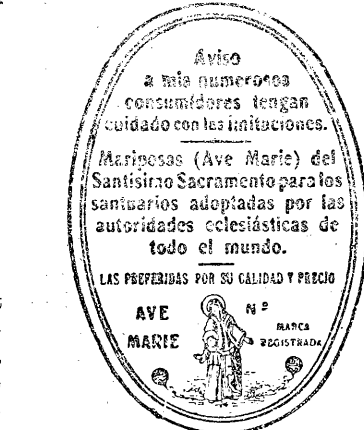 Aviso
a mis numerosos
consumidores tengan
cuidado con las imitaciones.
Mariposas (Ave Marie) del
Santísimo Sacramento para los
santuarios adoptadas por las
autoridades eclesiásticas de
todo el mundo.
LAS PREFERIDAS POR SU CALIDAD Y PRECIO
AVE MARIE
Nº
MARCA
REGISTRADA